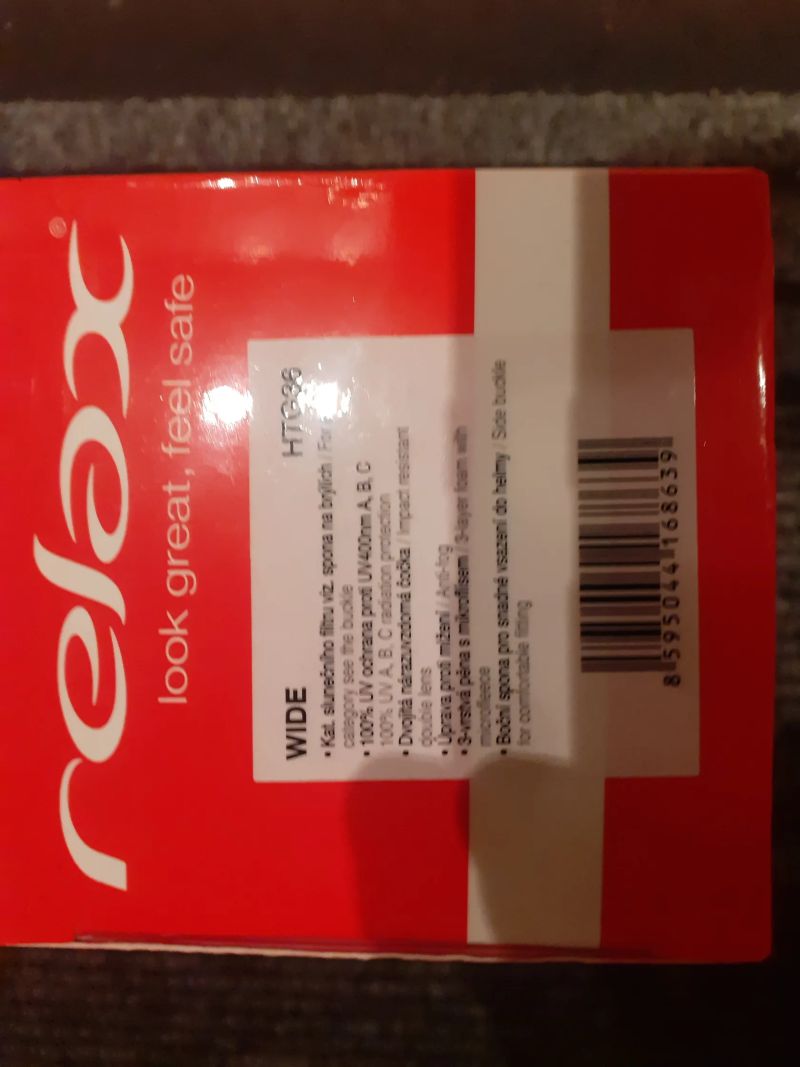 relax®
look great, feel safe
WIDE HTG36
• Kat. slunečního filtru viz. spona na brýlích / For
category see the buckle
• 100% UV ochrana proti UV400nm A, B, C
100% UV A, B, C radiation protection
• Dvojitá nárazuvzdorná čočka / Impact resistant
double lens
• Úprava proti mlžení / Anti-fog
• 3-vrstvá pěna s mikroflísem / 3-layer foam with
microfleece
• Boční spona pro snadné vsazení do helmy / Side buckle
for comfortable fitting
8 595044 168639